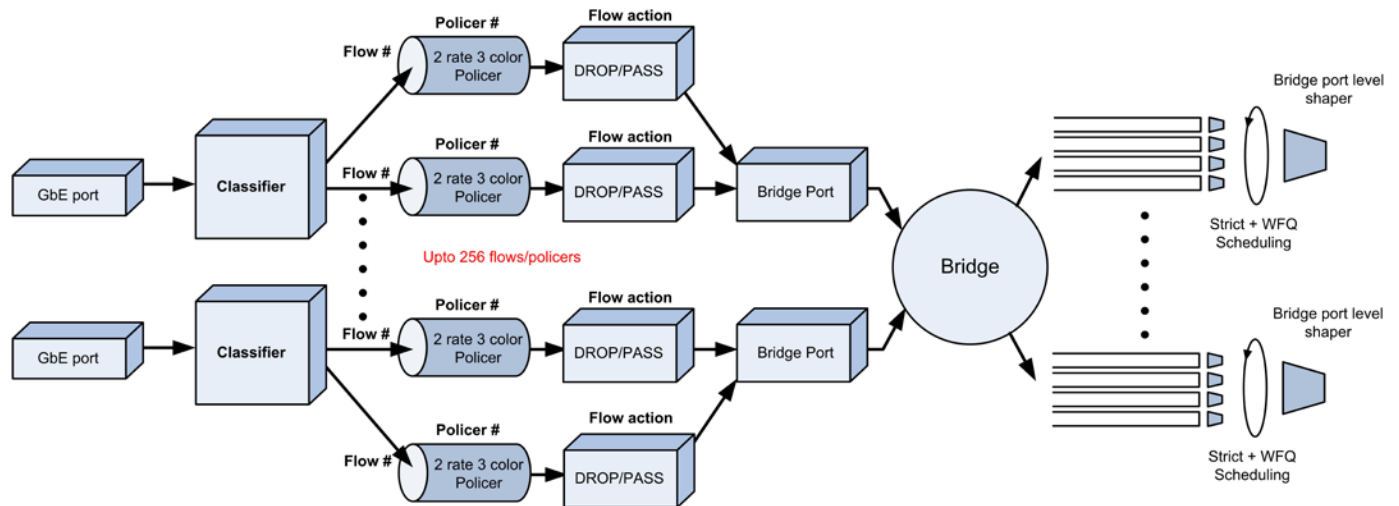 Policer #
Flow action
Flow #
2 rate 3 color
Policer
DROP/PASS
Bridge port level
shaper
Policer #
Flow action
GbE port
Classifier
Flow #
2 rate 3 color
Policer
DROP/PASS
Bridge Port
Strict + WFQ
Scheduling
Upto 256 flows/policers
Bridge
Policer #
Flow action
GbE port
Classifier
Flow #
2 rate 3 color
Policer
DROP/PASS
Bridge Port
Bridge port level
shaper
Policer #
Flow action
Flow #
2 rate 3 color
Policer
DROP/PASS
Strict + WFQ
Scheduling